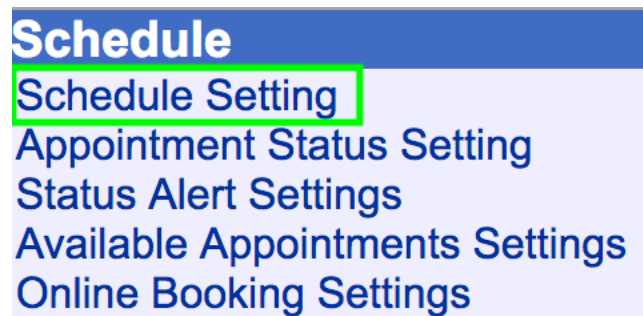 Schedule
Schedule Setting
Appointment Status Setting
Status Alert Settings
Available Appointments Settings
Online Booking Settings